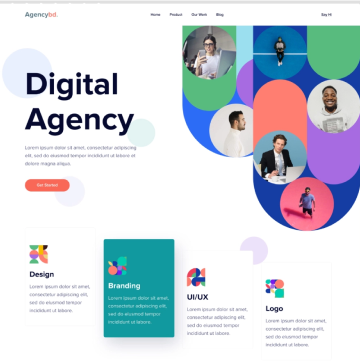 Agencybd.
Home Product Our Work Blog
Say Hi
Digital
Agency
Lorem ipsum dolor sit amet, consectetur adipiscing
elit, sed do eiusmod tempor incididunt ut labore et
dolore magna aliqua.
Get Started
Design
Lorem ipsum dolor sit amet,
consectetur adipiscing elit, sed
do eiusmod tempor incididunt
ut labore.
Branding
Lorem ipsum dolor sit amet,
consectetur adipiscing elit, sed
do eiusmod tempor
incididunt ut labore.
UI/UX
Lorem ipsum dolor sit amet,
consectetur adipiscing elit, sed
do eiusmod tempor
incididunt ut labore.
Logo
Lorem ipsum dolor sit amet,
consectetur adipiscing elit, sed
do eiusmod tempor
incididunt ut labore.